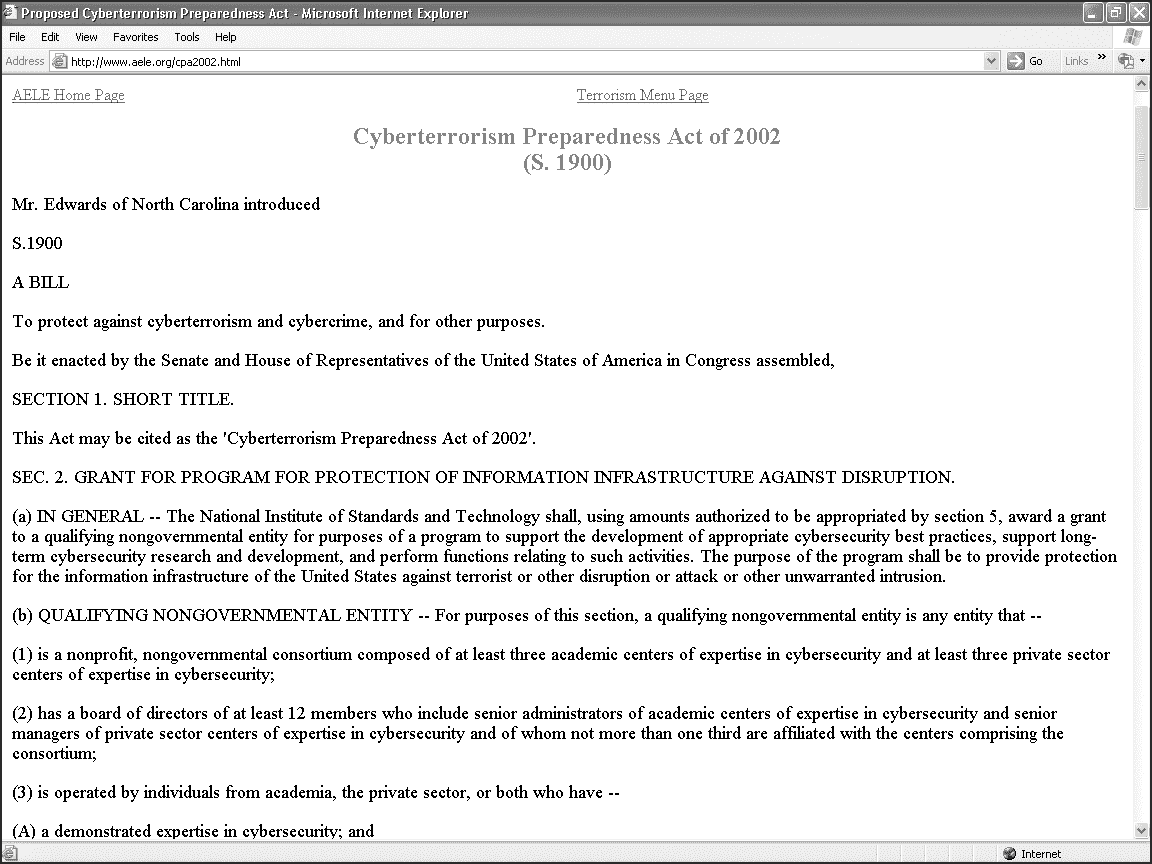 Proposed Cyberterrorism Preparedness Act - Microsoft Internet Explorer
File Edit View Favorites Tools Help
Address http://www.aele.org/cpa2002.html Go Links »
AELE Home Page Terrorism Menu Page
Cyberterrorism Preparedness Act of 2002
(S. 1900)
Mr. Edwards of North Carolina introduced
S.1900
A BILL
To protect against cyberterrorism and cybercrime, and for other purposes.
Be it enacted by the Senate and House of Representatives of the United States of America in Congress assembled,
SECTION 1. SHORT TITLE.
This Act may be cited as the 'Cyberterrorism Preparedness Act of 2002'.
SEC. 2. GRANT FOR PROGRAM FOR PROTECTION OF INFORMATION INFRASTRUCTURE AGAINST DISRUPTION.
(a) IN GENERAL -- The National Institute of Standards and Technology shall, using amounts authorized to be appropriated by section 5, award a grant
to a qualifying nongovernmental entity for purposes of a program to support the development of appropriate cybersecurity best practices, support long-
term cybersecurity research and development, and perform functions relating to such activities. The purpose of the program shall be to provide protection
for the information infrastructure of the United States against terrorist or other disruption or attack or other unwarranted intrusion.
(b) QUALIFYING NONGOVERNMENTAL ENTITY -- For purposes of this section, a qualifying nongovernmental entity is any entity that --
(1) is a nonprofit, nongovernmental consortium composed of at least three academic centers of expertise in cybersecurity and at least three private sector
centers of expertise in cybersecurity;
(2) has a board of directors of at least 12 members who include senior administrators of academic centers of expertise in cybersecurity and senior
managers of private sector centers of expertise in cybersecurity and of whom not more than one third are affiliated with the centers comprising the
consortium;
(3) is operated by individuals from academia, the private sector, or both who have --
(A) a demonstrated expertise in cybersecurity; and
Internet